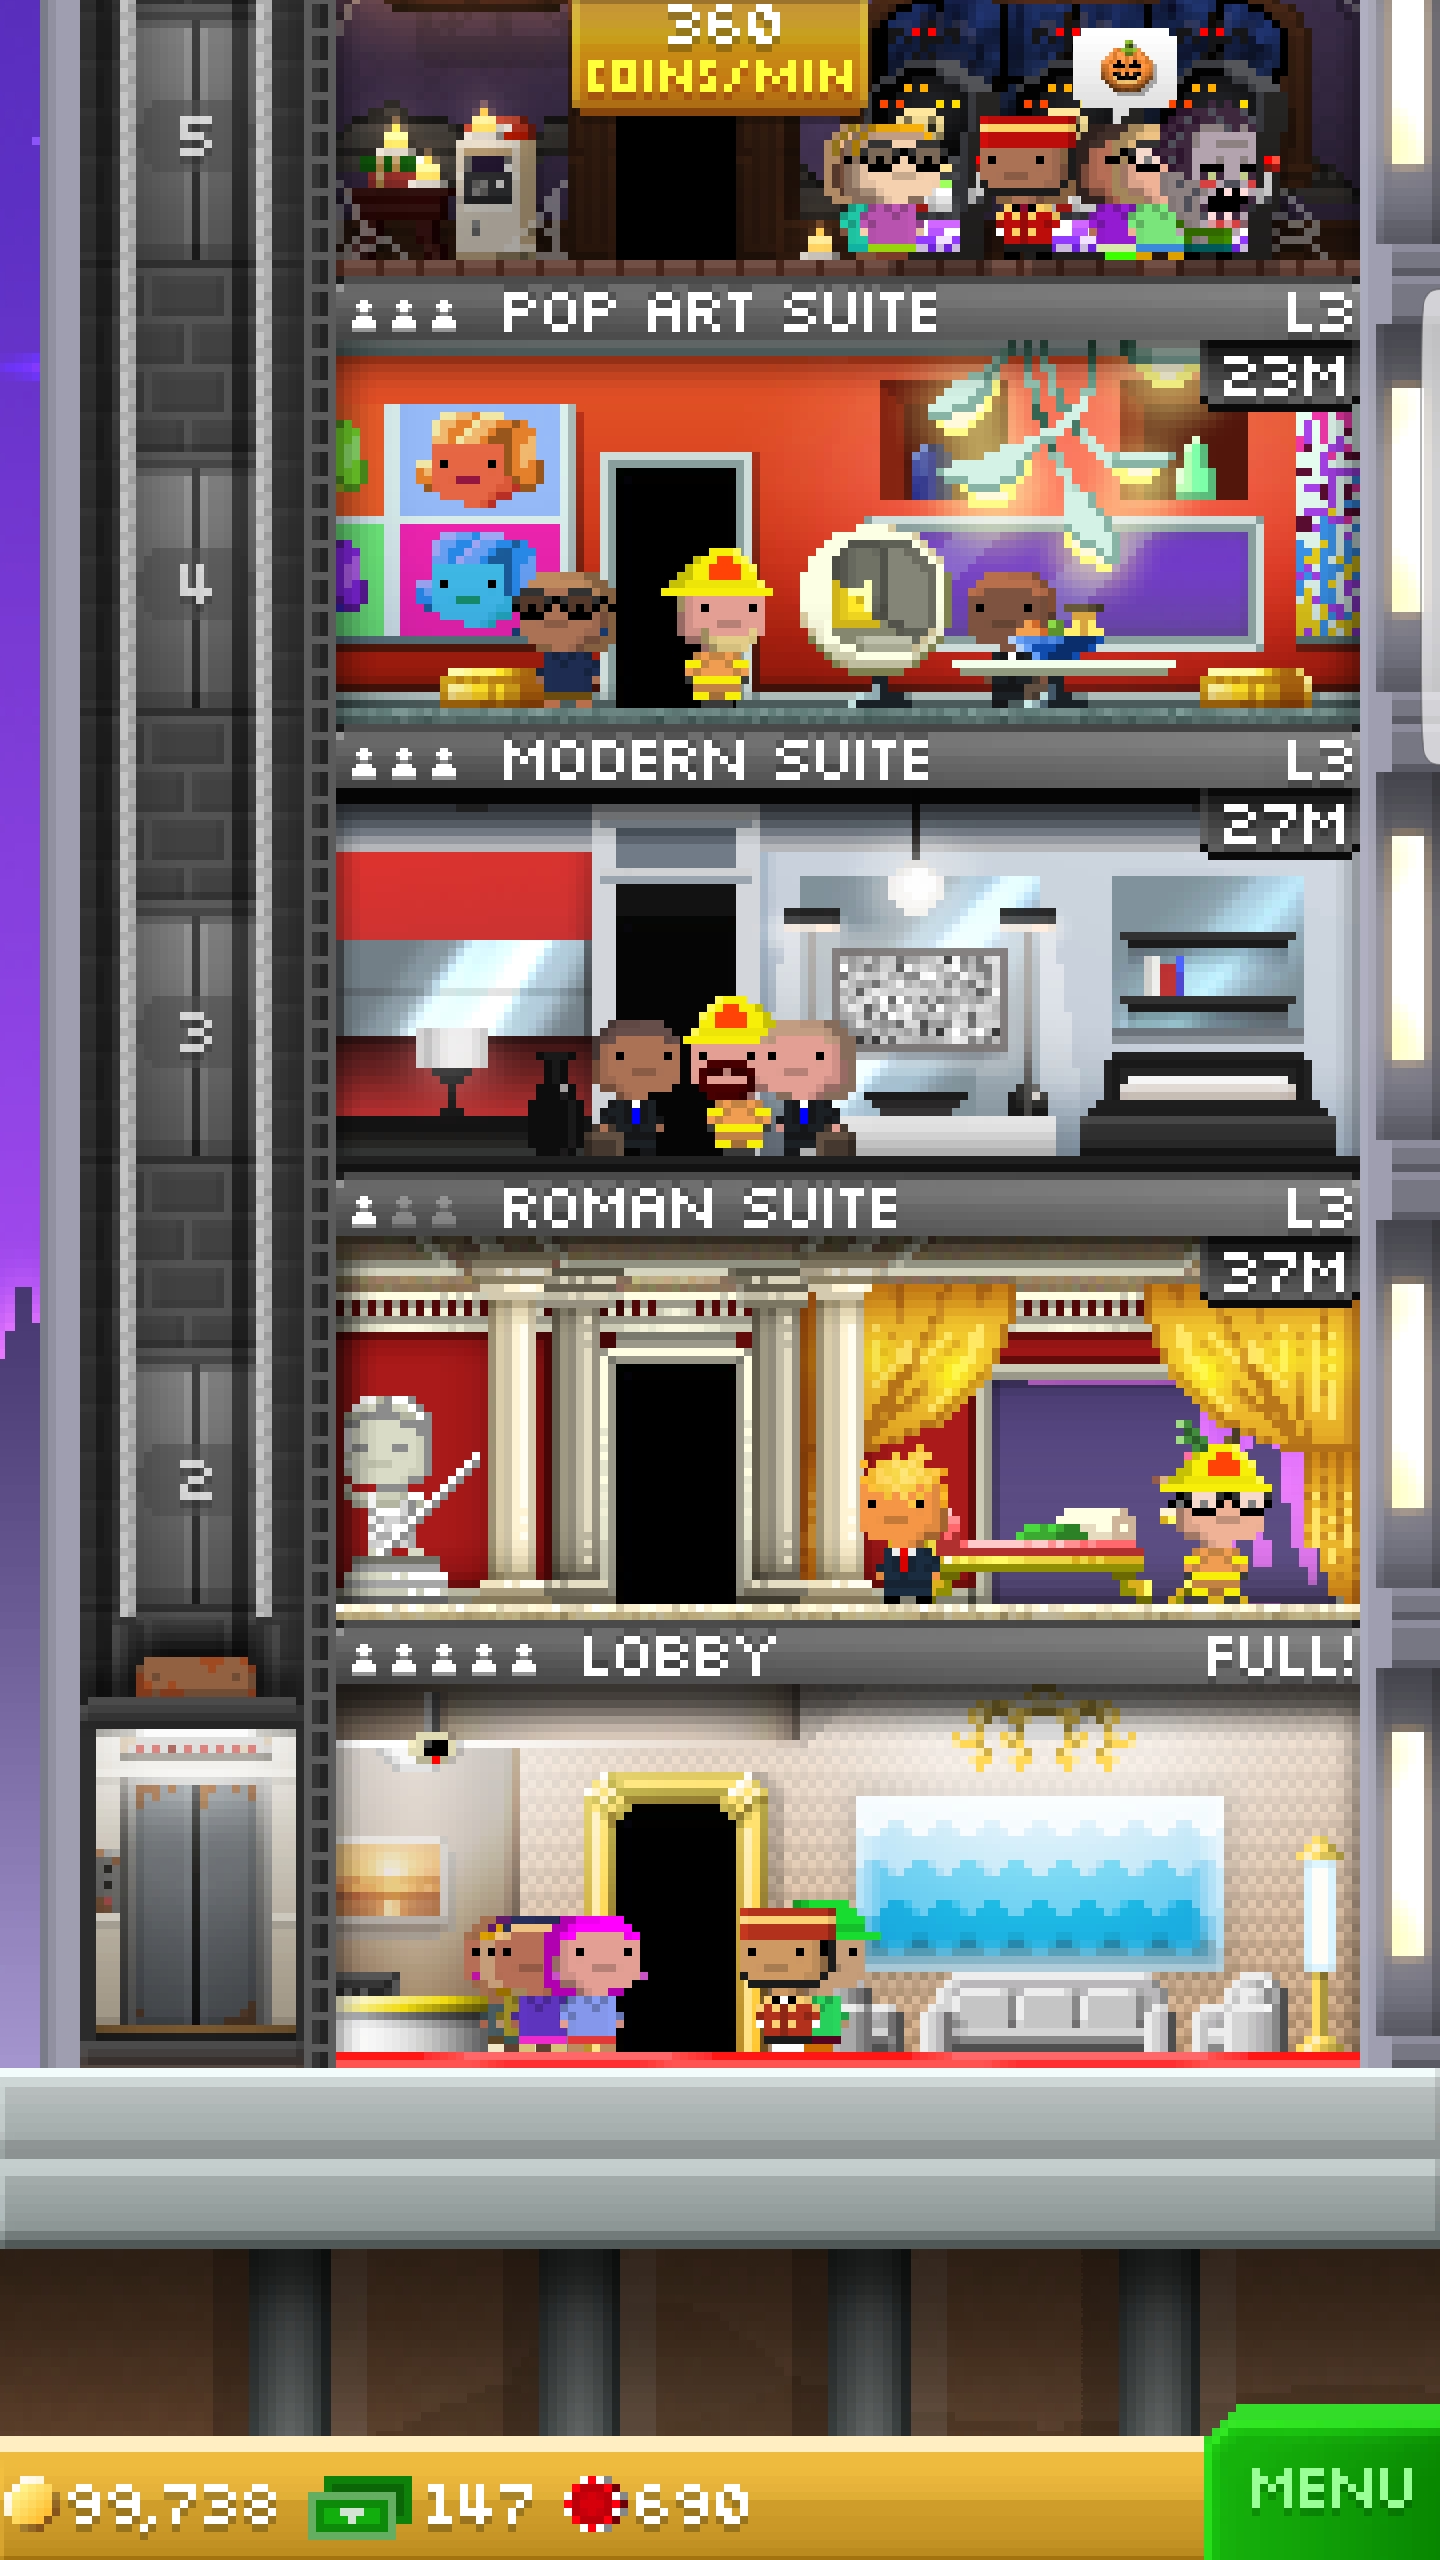 360
COINS/MIN
5
POP ART SUITE L3
23M
4
MODERN SUITE L3
27M
3
ROMAN SUITE L3
37M
2
LOBBY FULL!
99,738 147 690 MENU